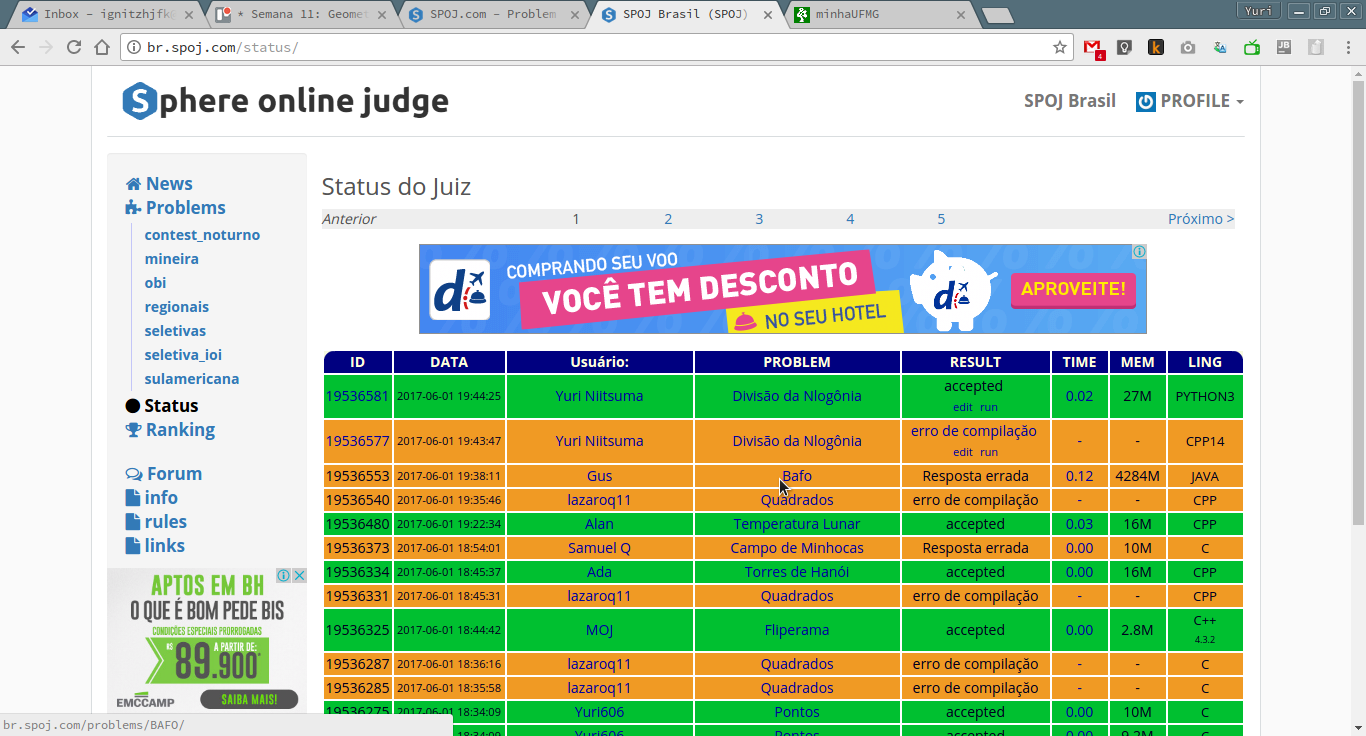 Inbox - ignitzhjfk
* Semana 11: Geomet
SPOJ.com - Problem
SPOJ Brasil (SPOJ)
minhaUFMG
Yuri
br.spoj.com/status/
4
JB
Sphere online judge
SPOJ Brasil
PROFILE
News
Problems
contest_noturno
mineira
obi
regionais
seletivas
seletiva_ioi
sulamericana
Status
Ranking
Forum
info
rules
links
APTOS EM BH
O QUE É BOM PEDE BIS
CONDIÇÕES ESPECIAIS PRORROGADAS
A PARTIR DE:
R$ 89.900*
EMCCAMP
SAIBA MAIS!
Status do Juiz
Anterior 1 2 3 4 5 Próximo >
COMPRANDO SEU VOO
VOCÊ TEM DESCONTO
NO SEU HOTEL
APROVEITE!
ID DATA Usuário: PROBLEM RESULT TIME MEM LING
19536581 2017-06-01 19:44:25 Yuri Niitsuma Divisão da Nlogônia accepted edit run 0.02 27M PYTHON3
19536577 2017-06-01 19:43:47 Yuri Niitsuma Divisão da Nlogônia erro de compilação edit run - - CPP14
19536553 2017-06-01 19:38:11 Gus Bafo Resposta errada 0.12 4284M JAVA
19536540 2017-06-01 19:35:46 lazaroq11 Quadrados erro de compilação - - CPP
19536480 2017-06-01 19:22:34 Alan Temperatura Lunar accepted 0.03 16M CPP
19536373 2017-06-01 18:54:01 Samuel Q Campo de Minhocas Resposta errada 0.00 10M C
19536334 2017-06-01 18:45:37 Ada Torres de Hanói accepted 0.00 16M CPP
19536331 2017-06-01 18:45:31 lazaroq11 Quadrados erro de compilação - - CPP
19536325 2017-06-01 18:44:42 MOJ Fliperama accepted 0.00 2.8M C++ 4.3.2
19536287 2017-06-01 18:36:16 lazaroq11 Quadrados erro de compilação - - C
19536285 2017-06-01 18:35:58 lazaroq11 Quadrados erro de compilação - - C
19536275 2017-06-01 18:34:09 Yuri606 Pontos accepted 0.00 10M C
18:34:09 Yuri606 Pontos accepted 0.00 9.2M C
br.spoj.com/problems/BAFO/